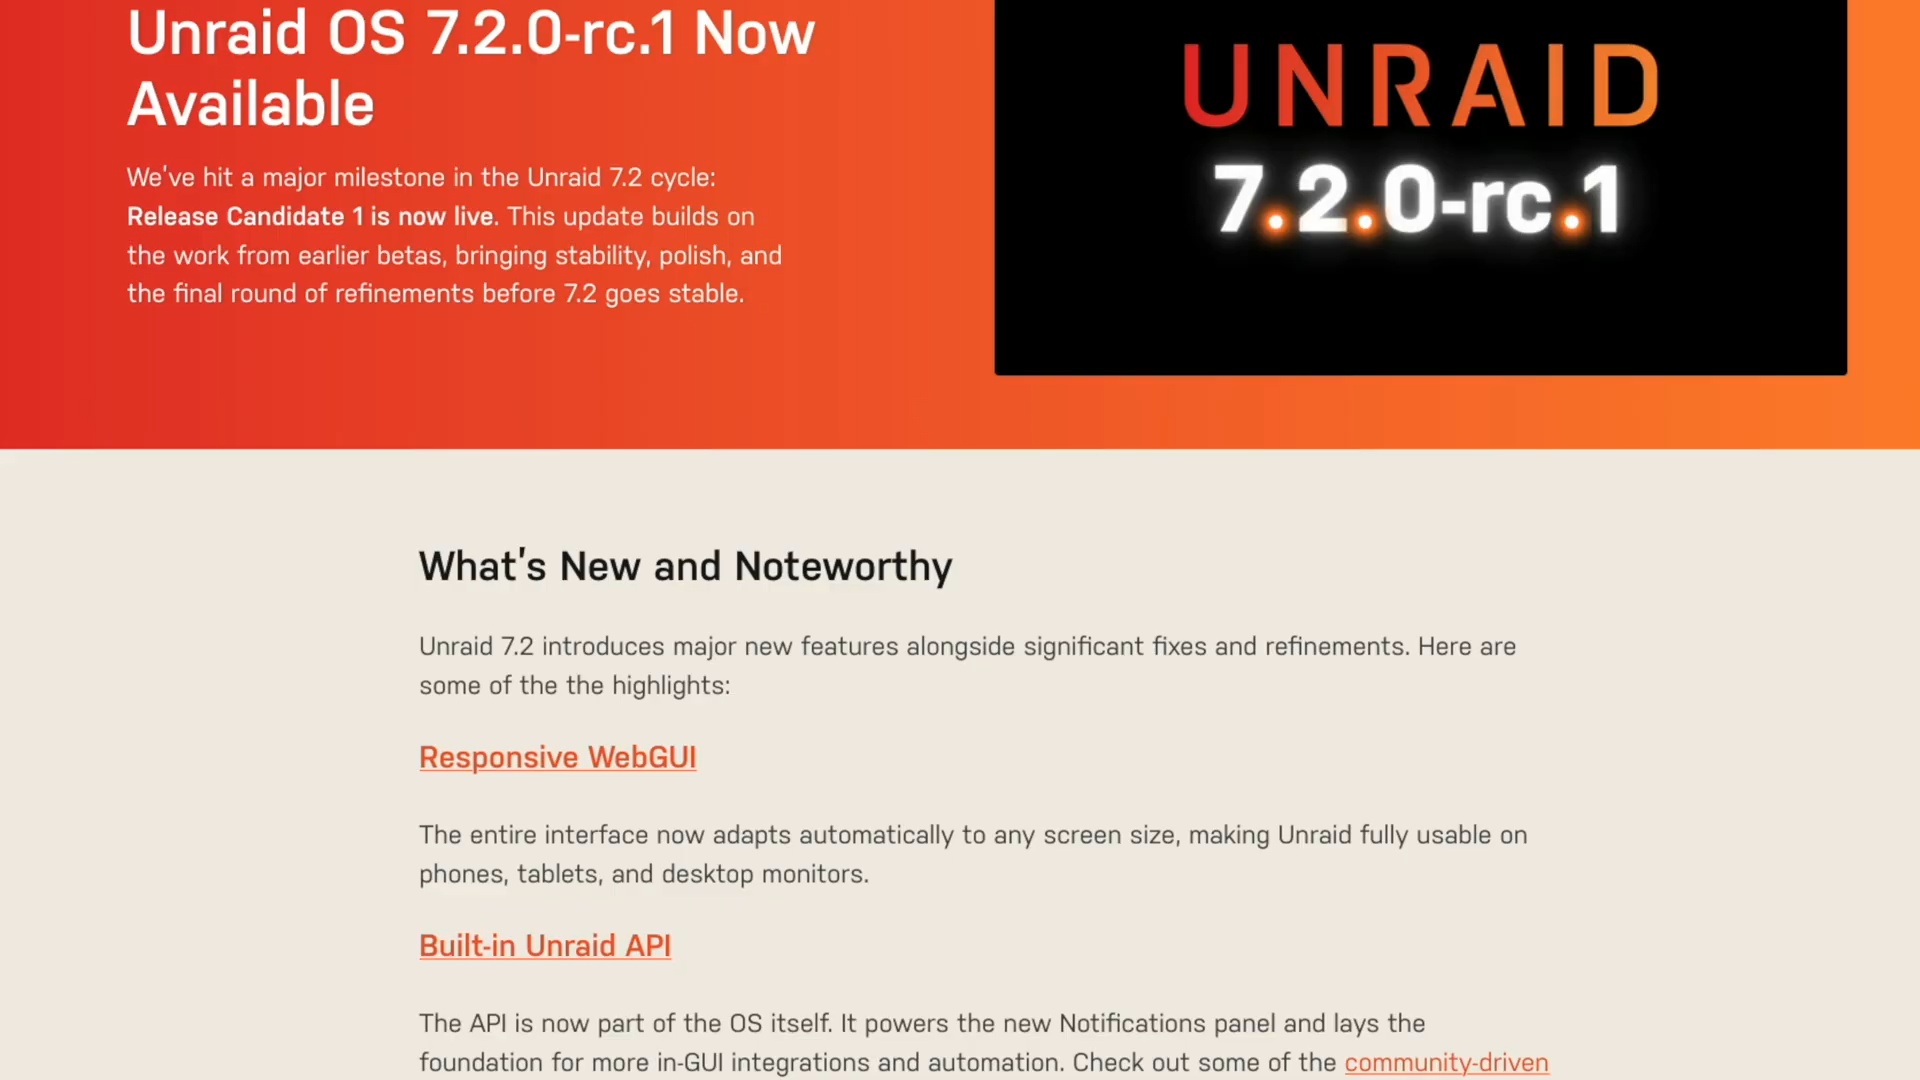 Unraid OS 7.2.0-rc.1 Now
Available
We've hit a major milestone in the Unraid 7.2 cycle:
Release Candidate 1 is now live. This update builds on
the work from earlier betas, bringing stability, polish, and
the final round of refinements before 7.2 goes stable.
UNRAID
7.2.0-rc.1
What's New and Noteworthy
Unraid 7.2 introduces major new features alongside significant fixes and refinements. Here are
some of the the highlights:
Responsive WebGUI
The entire interface now adapts automatically to any screen size, making Unraid fully usable on
phones, tablets, and desktop monitors.
Built-in Unraid API
The API is now part of the OS itself. It powers the new Notifications panel and lays the
foundation for more in-GUI integrations and automation. Check out some of the community-driven